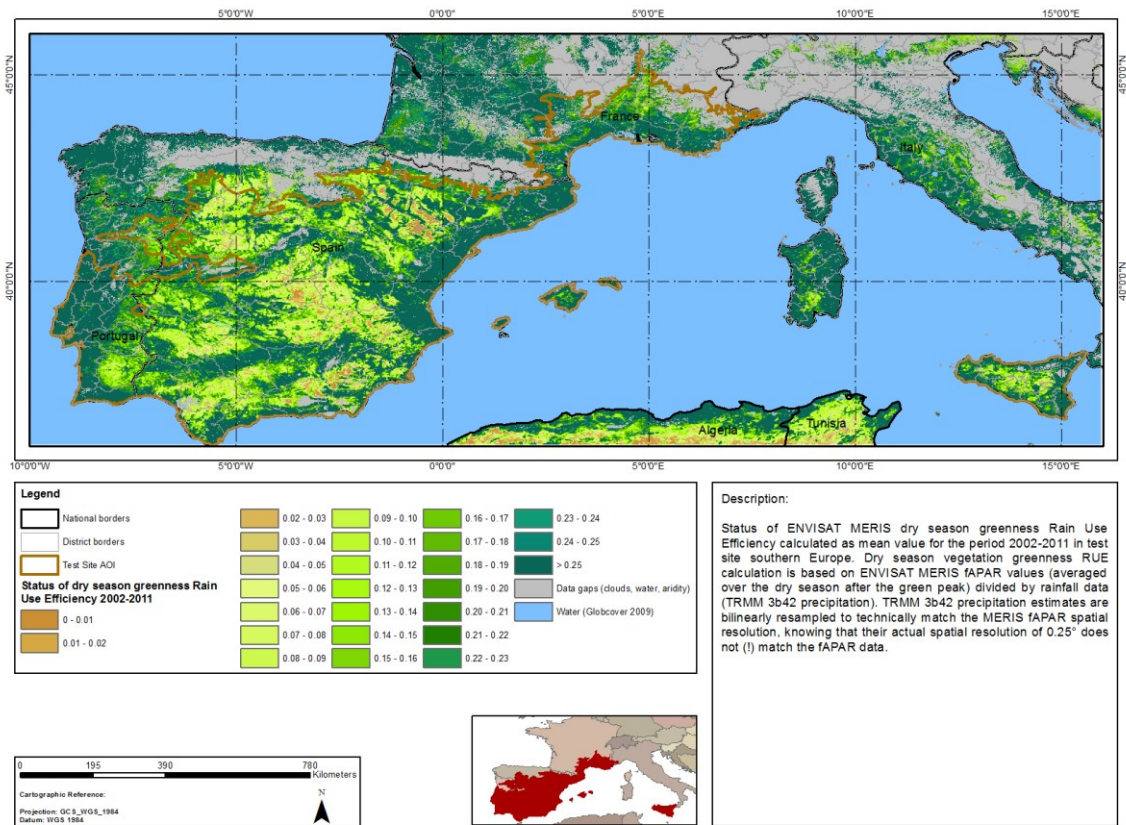 5°0'0"W 0°0'0" 5°0'0"E 10°0'0"E 15°0'0"E
45°0'0"N
45°0'0"N
France
Italy
Spain
40°0'0"N
40°0'0"N
Portugal
Algeria
Tunisia
10°0'0"W 5°0'0"W 0°0'0" 5°0'0"E 10°0'0"E 15°0'0"E
Legend
National borders
District borders
Test Site AOI
Status of dry season greenness Rain
Use Efficiency 2002-2011
0 - 0.01
0.01 - 0.02
0.02 - 0.03
0.03 - 0.04
0.04 - 0.05
0.05 - 0.06
0.06 - 0.07
0.07 - 0.08
0.08 - 0.09
0.09 - 0.10
0.10 - 0.11
0.11 - 0.12
0.12 - 0.13
0.13 - 0.14
0.14 - 0.15
0.15 - 0.16
0.16 - 0.17
0.17 - 0.18
0.18 - 0.19
0.19 - 0.20
0.20 - 0.21
0.21 - 0.22
0.22 - 0.23
0.23 - 0.24
0.24 - 0.25
> 0.25
Data gaps (clouds, water, aridity)
Water (Globcover 2009)
Description:
Status of ENVISAT MERIS dry season greenness Rain Use
Efficiency calculated as mean value for the period 2002-2011 in test
site southern Europe. Dry season vegetation greenness RUE
calculation is based on ENVISAT MERIS fAPAR values (averaged
over the dry season after the green peak) divided by rainfall data
(TRMM 3b42 precipitation). TRMM 3b42 precipitation estimates are
bilinearly resampled to technically match the MERIS fAPAR spatial
resolution, knowing that their actual spatial resolution of 0.25° does
not (!) match the fAPAR data.
0 195 390 780
Kilometers
Cartographic Reference:
Projection: GCS_WGS_1984
Datum: WGS 1984
N